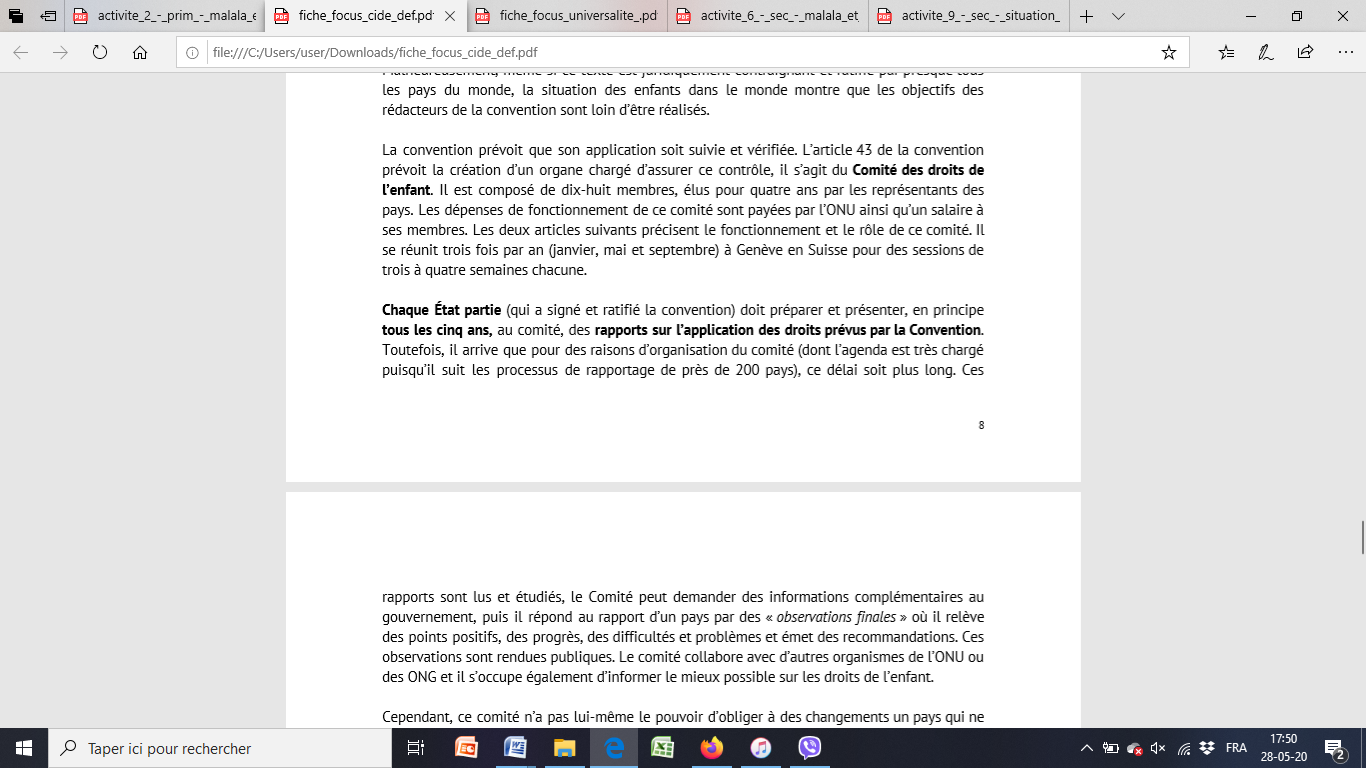 activite_2_-_prim_-_malala_e
fiche_focus_cide_def.pdf
fiche_focus_universalite_.pd
activite_6_-_sec_-_malala_et
activite_9_-_sec_-_situation_
file:///C:/Users/user/Downloads/fiche_focus_cide_def.pdf
Malheureusement, même si ce texte est juridiquement contraignant et ratifié par presque tous
les pays du monde, la situation des enfants dans le monde montre que les objectifs des
rédacteurs de la convention sont loin d'être réalisés.
La convention prévoit que son application soit suivie et vérifiée. L'article 43 de la convention
prévoit la création d'un organe chargé d'assurer ce contrôle, il s'agit du Comité des droits de
l'enfant. Il est composé de dix-huit membres, élus pour quatre ans par les représentants des
pays. Les dépenses de fonctionnement de ce comité sont payées par l'ONU ainsi qu'un salaire à
ses membres. Les deux articles suivants précisent le fonctionnement et le rôle de ce comité. Il
se réunit trois fois par an (janvier, mai et septembre) à Genève en Suisse pour des sessions de
trois à quatre semaines chacune.
Chaque État partie (qui a signé et ratifié la convention) doit préparer et présenter, en principe
tous les cinq ans, au comité, des rapports sur l'application des droits prévus par la Convention.
Toutefois, il arrive que pour des raisons d'organisation du comité (dont l'agenda est très chargé
puisqu'il suit les processus de rapportage de près de 200 pays), ce délai soit plus long. Ces
8
rapports sont lus et étudiés, le Comité peut demander des informations complémentaires au
gouvernement, puis il répond au rapport d'un pays par des « observations finales » où il relève
des points positifs, des progrès, des difficultés et problèmes et émet des recommandations. Ces
observations sont rendues publiques. Le comité collabore avec d'autres organismes de l'ONU ou
des ONG et il s'occupe également d'informer le mieux possible sur les droits de l'enfant.
Cependant, ce comité n'a pas lui-même le pouvoir d'obliger à des changements un pays qui ne
Taper ici pour rechercher
FRA
17:50
28-05-20
2